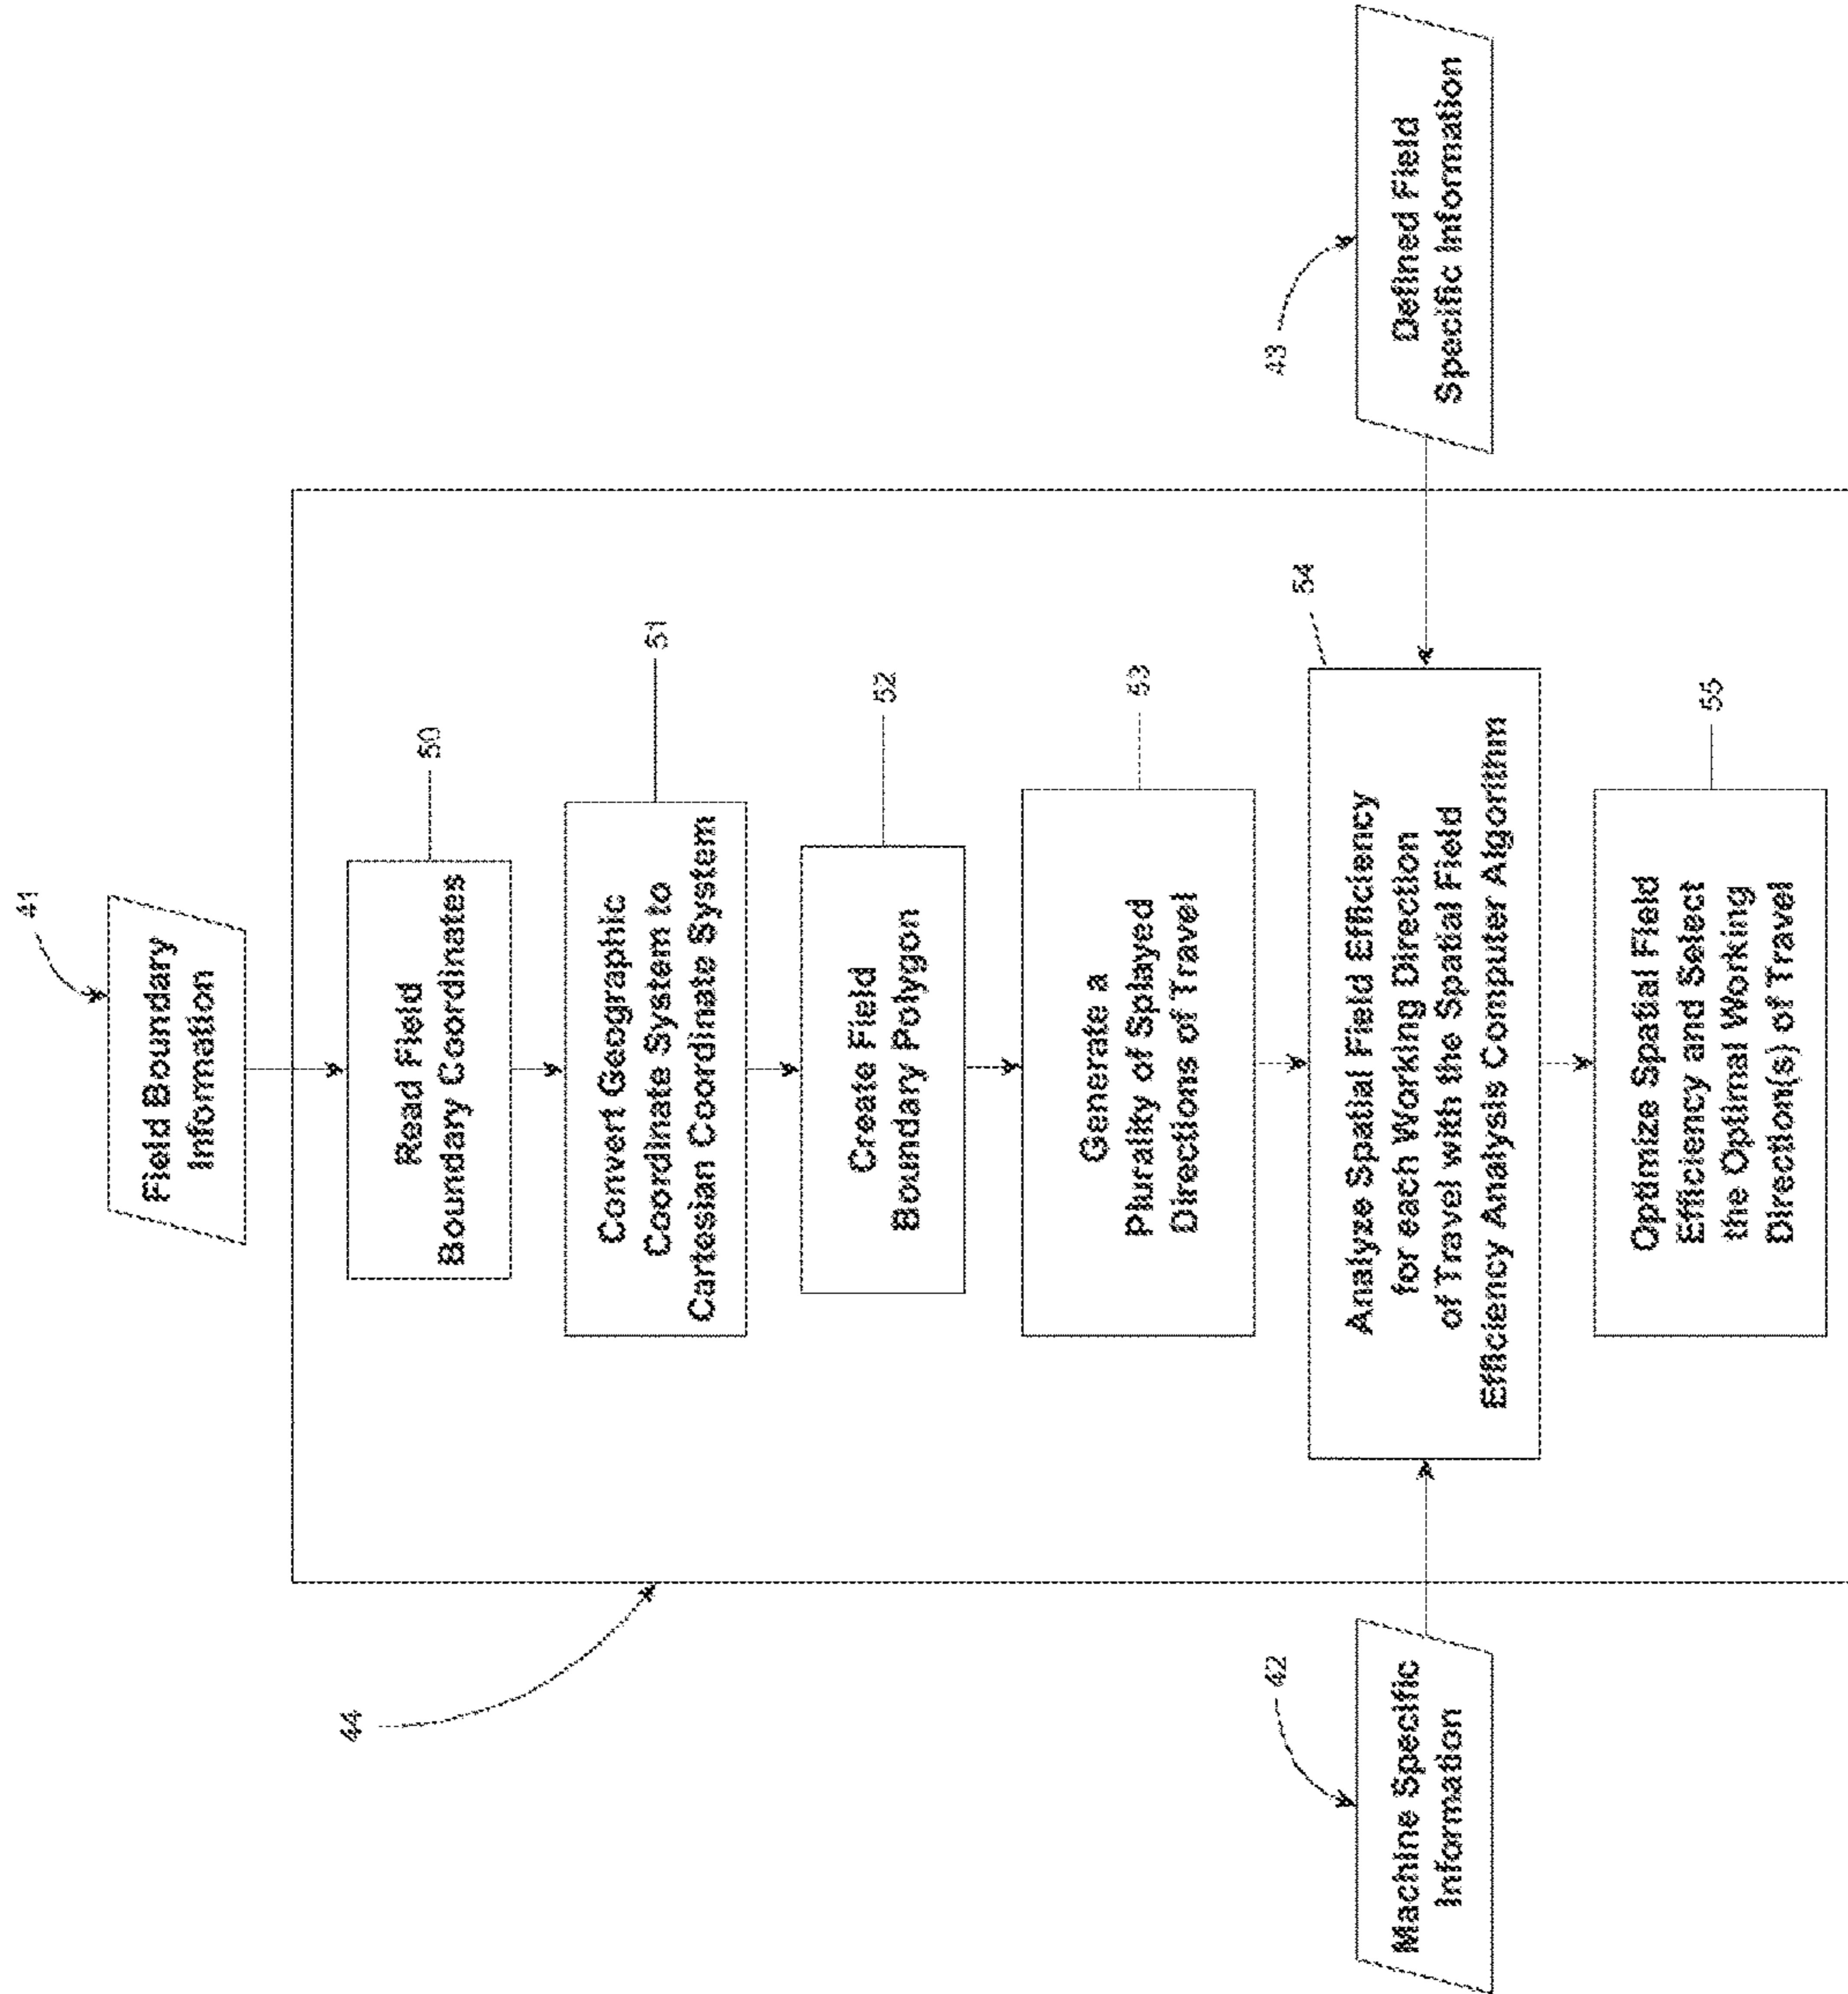 41
Field Boundary
Information
Read Field
Boundary Coordinates
50
Convert Geographic
Coordinate System to
Cartesian Coordinate System
51
Create Field
Boundary Polygon
52
Generate a
Plurality of Splayed
Directions of Travel
53
44
42
Machine Specific
Information
Analyze Spatial Field Efficiency
for each Working Direction
of Travel with the Spatial Field
Efficiency Analysis Computer Algorithm
54
43
Defined Field
Specific Information
Optimize Spatial Field
Efficiency and Select
the Optimal Working
Direction(s) of Travel
55